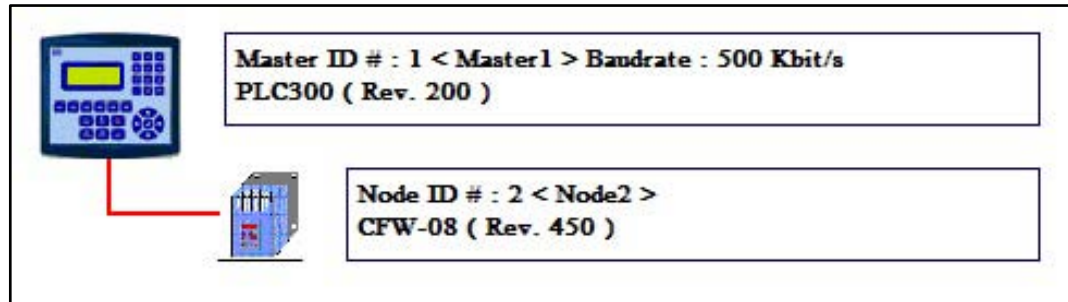 Master ID # : 1 < Master1 > Baudrate : 500 Kbit/s
PLC300 ( Rev. 200 )
Node ID # : 2 < Node2 >
CFW-08 ( Rev. 450 )